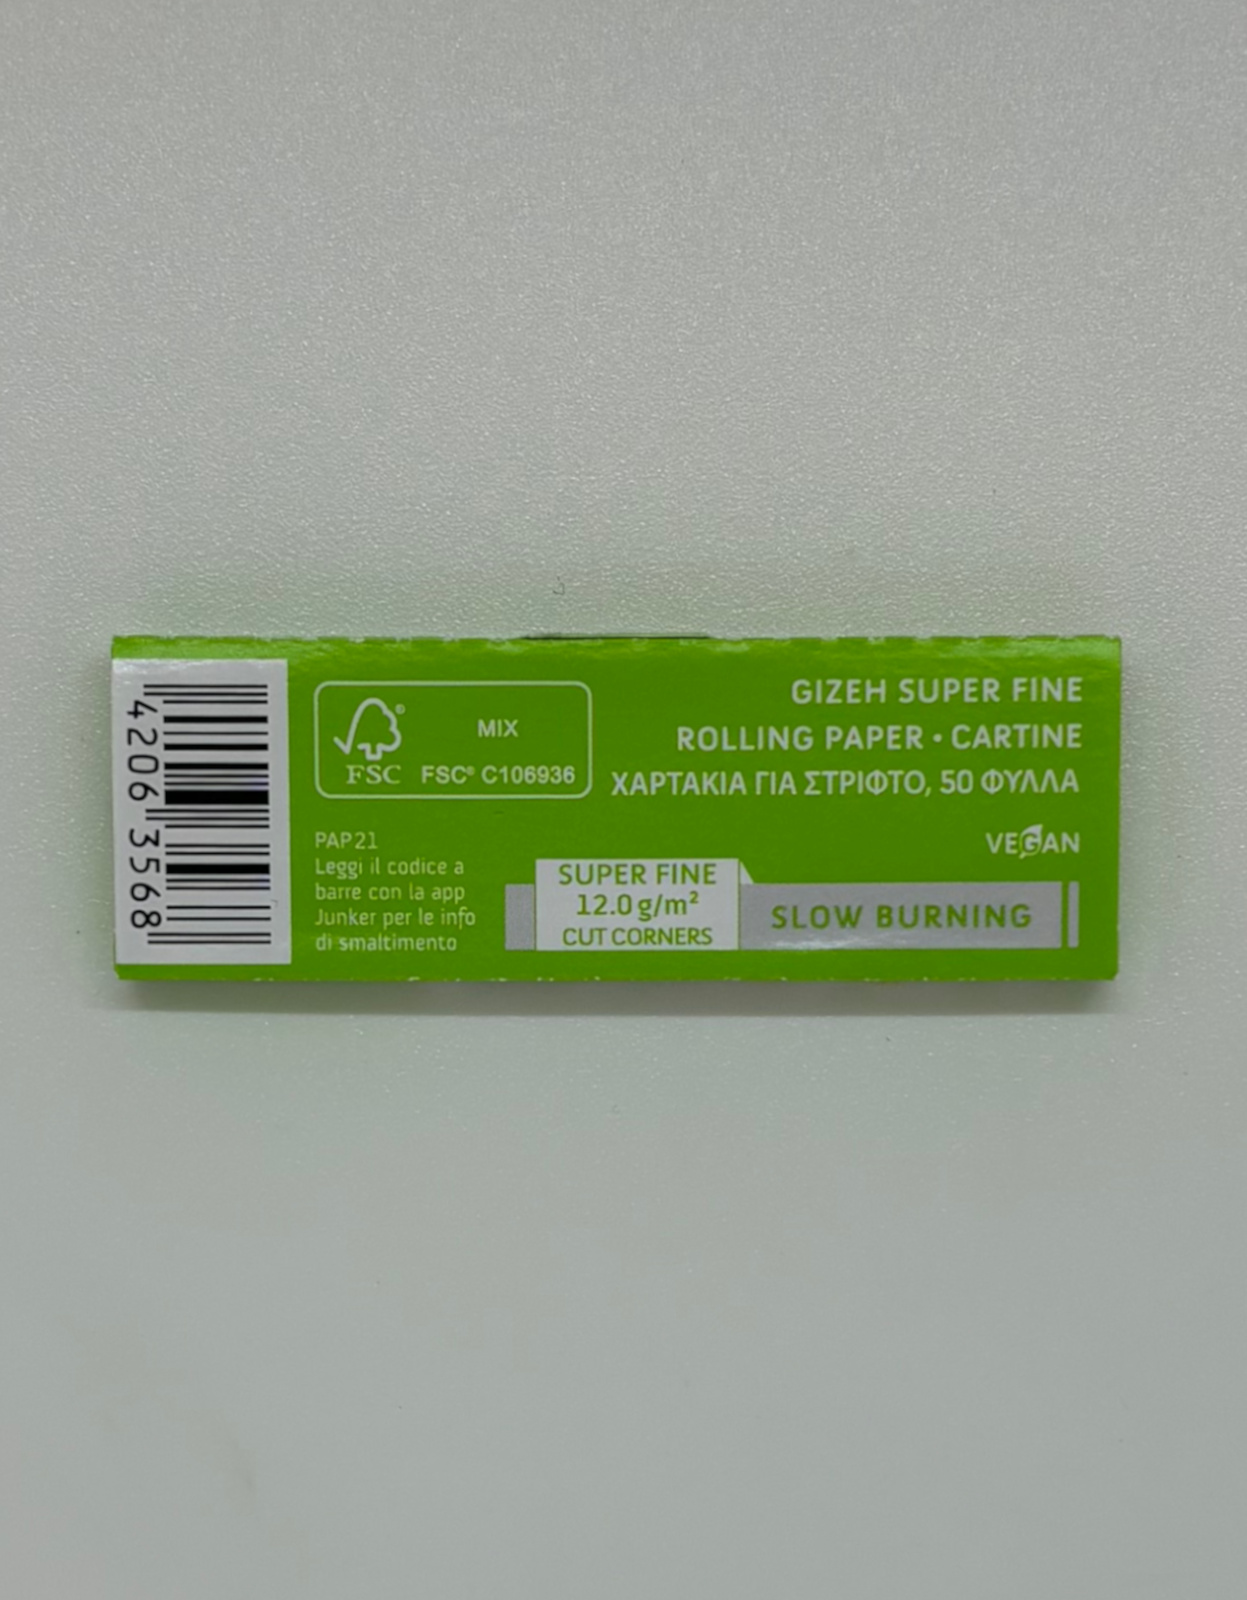 4206 3568
FSC®
MIX
FSC® C106936
GIZEH SUPER FINE
ROLLING PAPER • CARTINE
ΧΑΡΤΑΚΙΑ ΓΙΑ ΣΤΡΙΦΤΟ, 50 ΦΥΛΛΑ
VEGAN
PAP 21
Leggi il codice a
barre con la app
Junker per le info
di smaltimento
SUPER FINE
12.0 g/m²
CUT CORNERS
SLOW BURNING